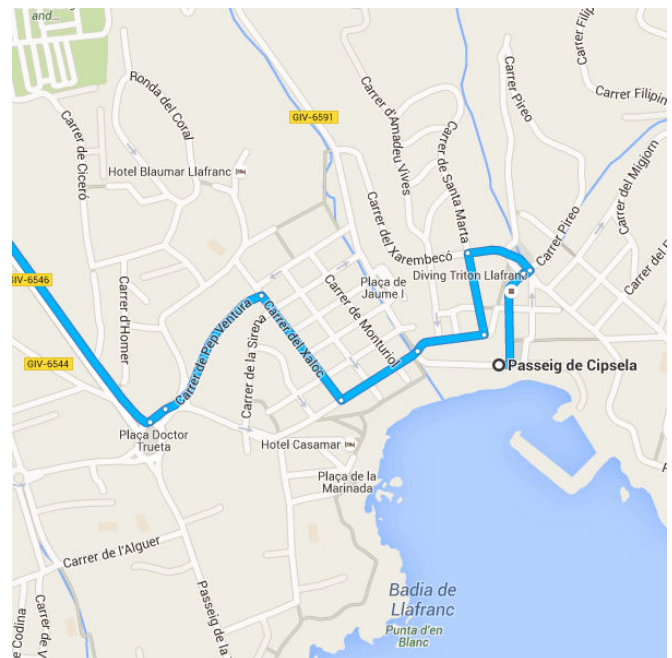 and...
Ronda del Coral
Carrer de Ciceró
GIV-6591
Carrer d'Amadeu Vives
Carrer de Santa Marta
Carrer Pireo
Carrer Filipin
Hotel Blaumar Llafranc
Carrer del Migjorn
Carrer del Xarembecó
Carrer Pireo
GIV-6546
Diving Triton Llafranc
Plaça de
Jaume I
Carrer del
Carrer d'Homer
Carrer de Pep Ventura
Carrer de la Sirena
Carrer del Xaloc
Carrer de Monturiol
GIV-6544
Passeig de Cipsela
Plaça Doctor
Trueta
Hotel Casamar
Plaça de la
Marinada
Carrer de l'Alguer
Passeig de la
Badia de
Llafranc
Punta d'en
Blanc
de Codina
Carrer de V